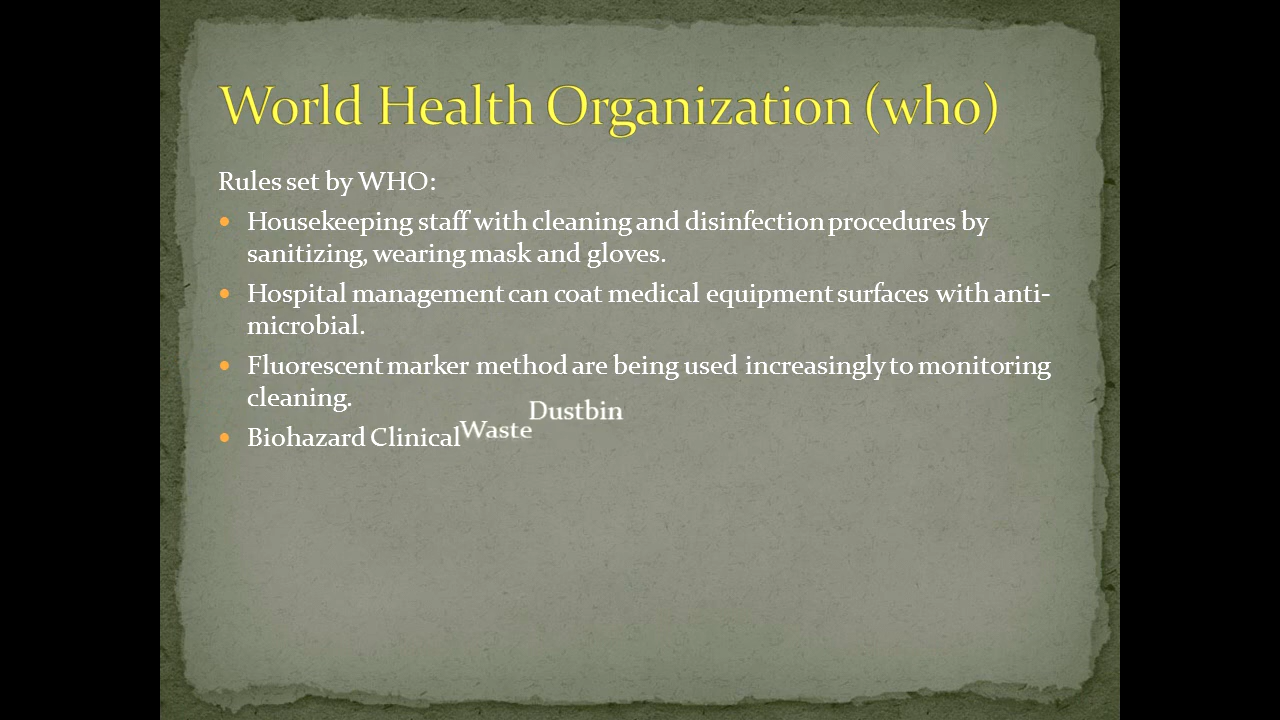 World Health Organization (who)
Rules set by WHO:
• Housekeeping staff with cleaning and disinfection procedures by
sanitizing, wearing mask and gloves.
• Hospital management can coat medical equipment surfaces with anti-
microbial.
• Fluorescent marker method are being used increasingly to monitoring
cleaning.
• Biohazard Clinical Waste Dustbin